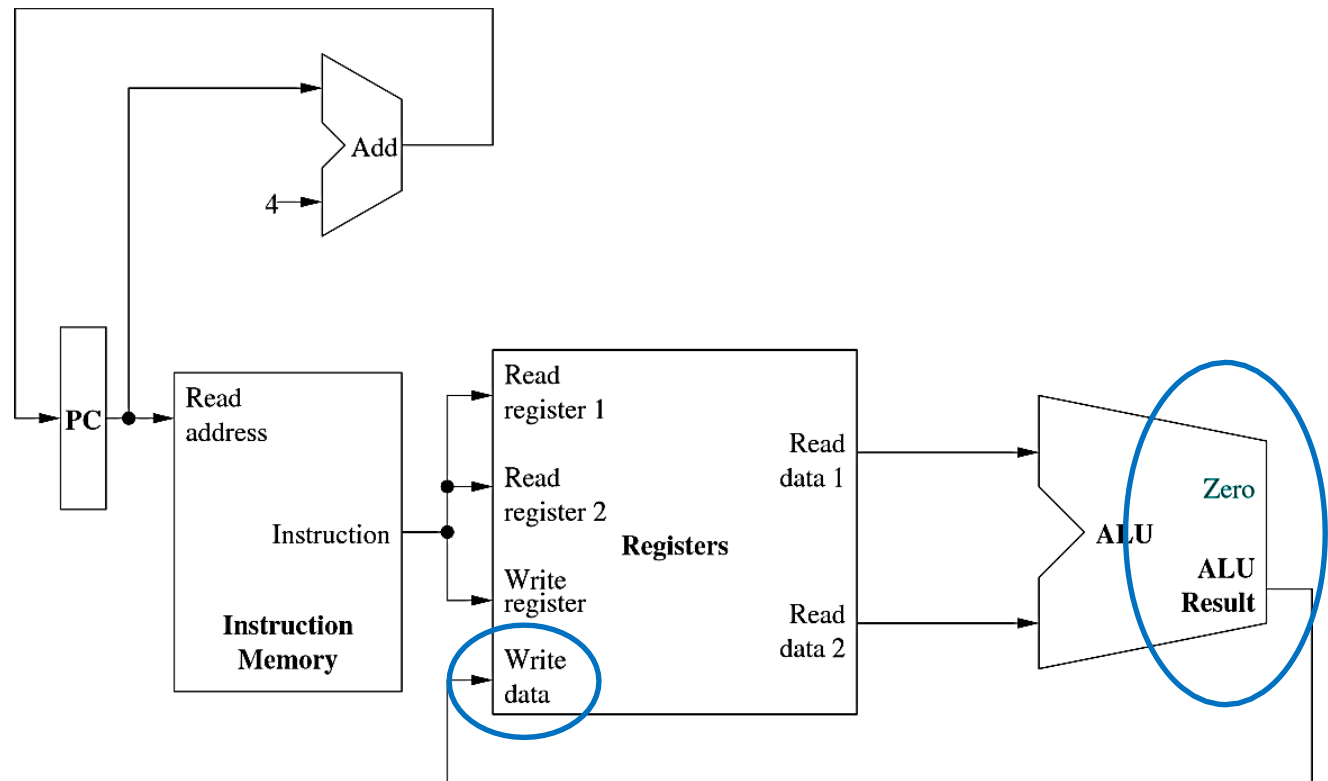 Add
4
PC
Read
address
Instruction
Instruction
Memory
Read
register 1
Read
register 2
Write
register
Write
data
Registers
Read
data 1
Read
data 2
Zero
ALU
ALU
Result